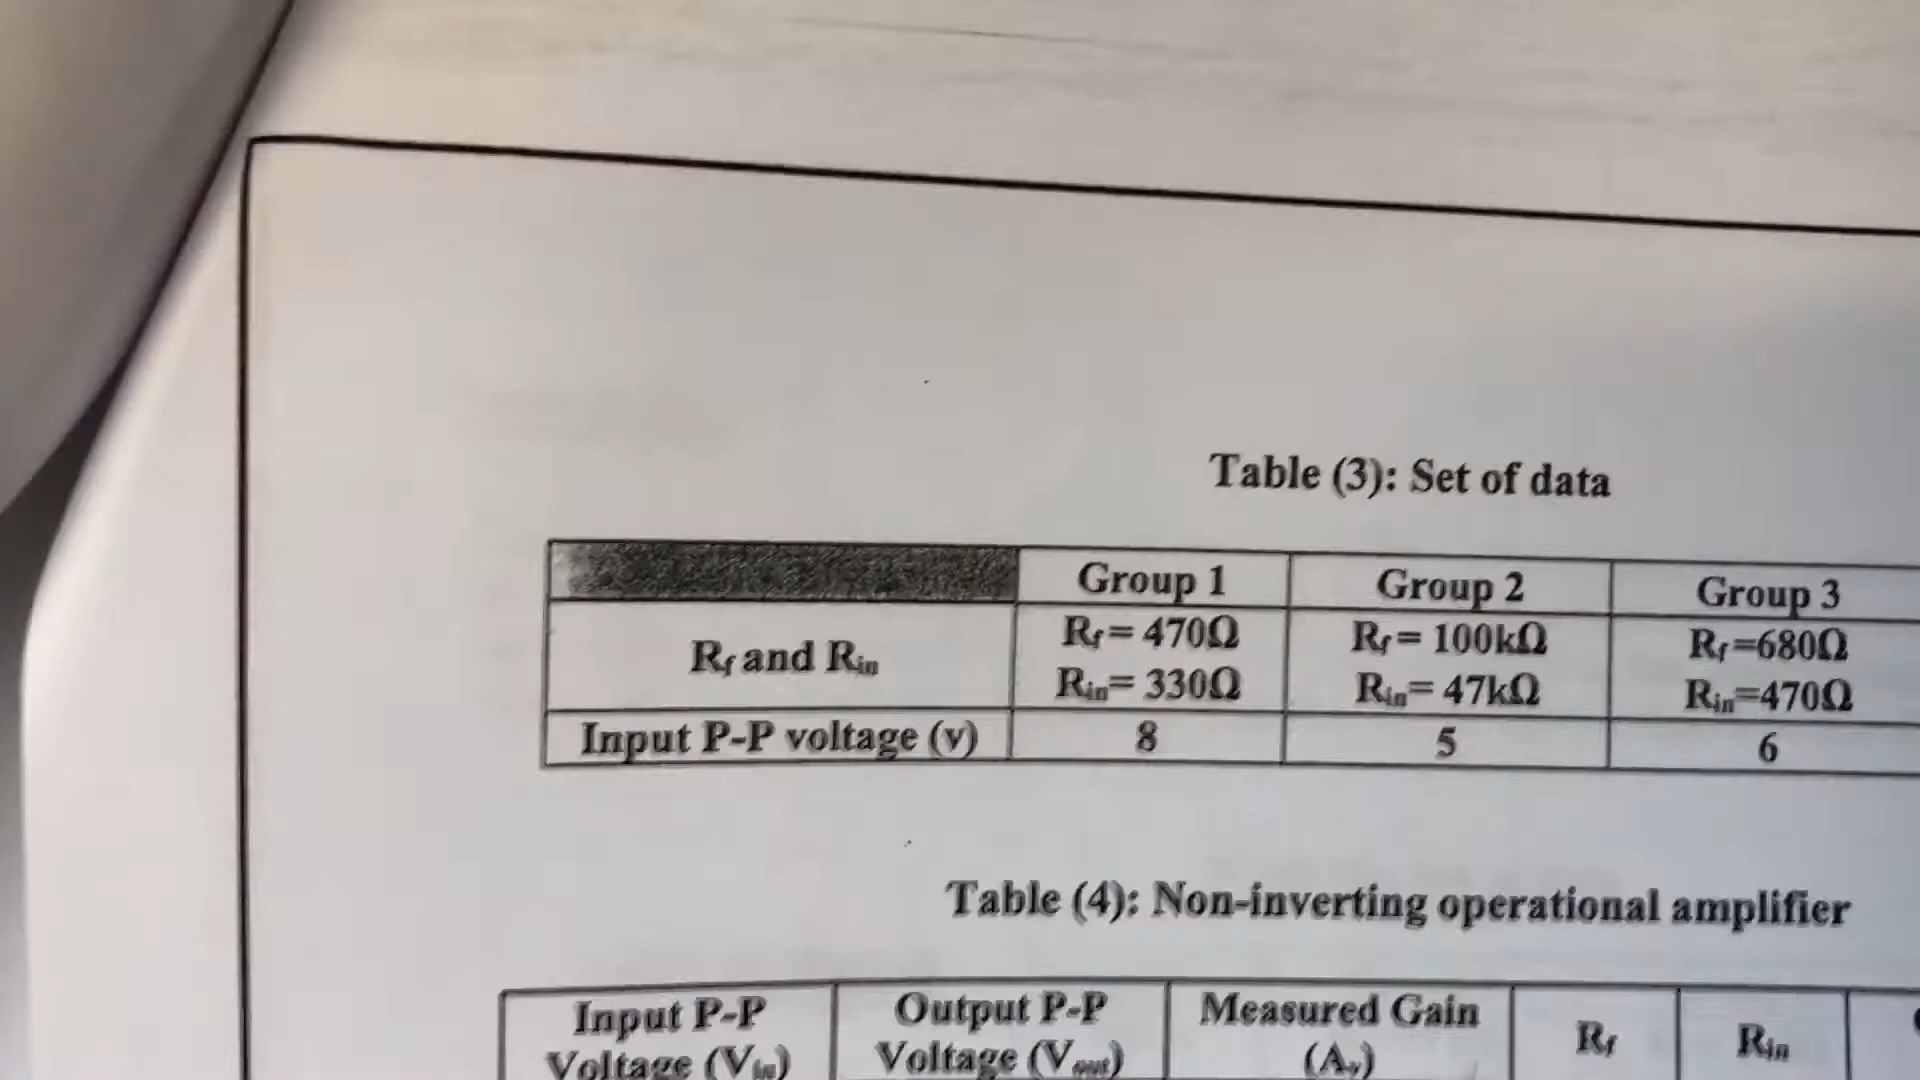 Table (3): Set of data
Group 1 Group 2 Group 3
Rf and Rin
Rf= 470Ω Rf= 100kΩ Rf=680Ω
Rin= 330Ω Rin= 47kΩ Rin=470Ω
Input P-P voltage (v) 8 5 6
Table (4): Non-inverting operational amplifier
Input P-P Output P-P Measured Gain
Voltage (Vin) Voltage (Vout) (Av) Rf Rin